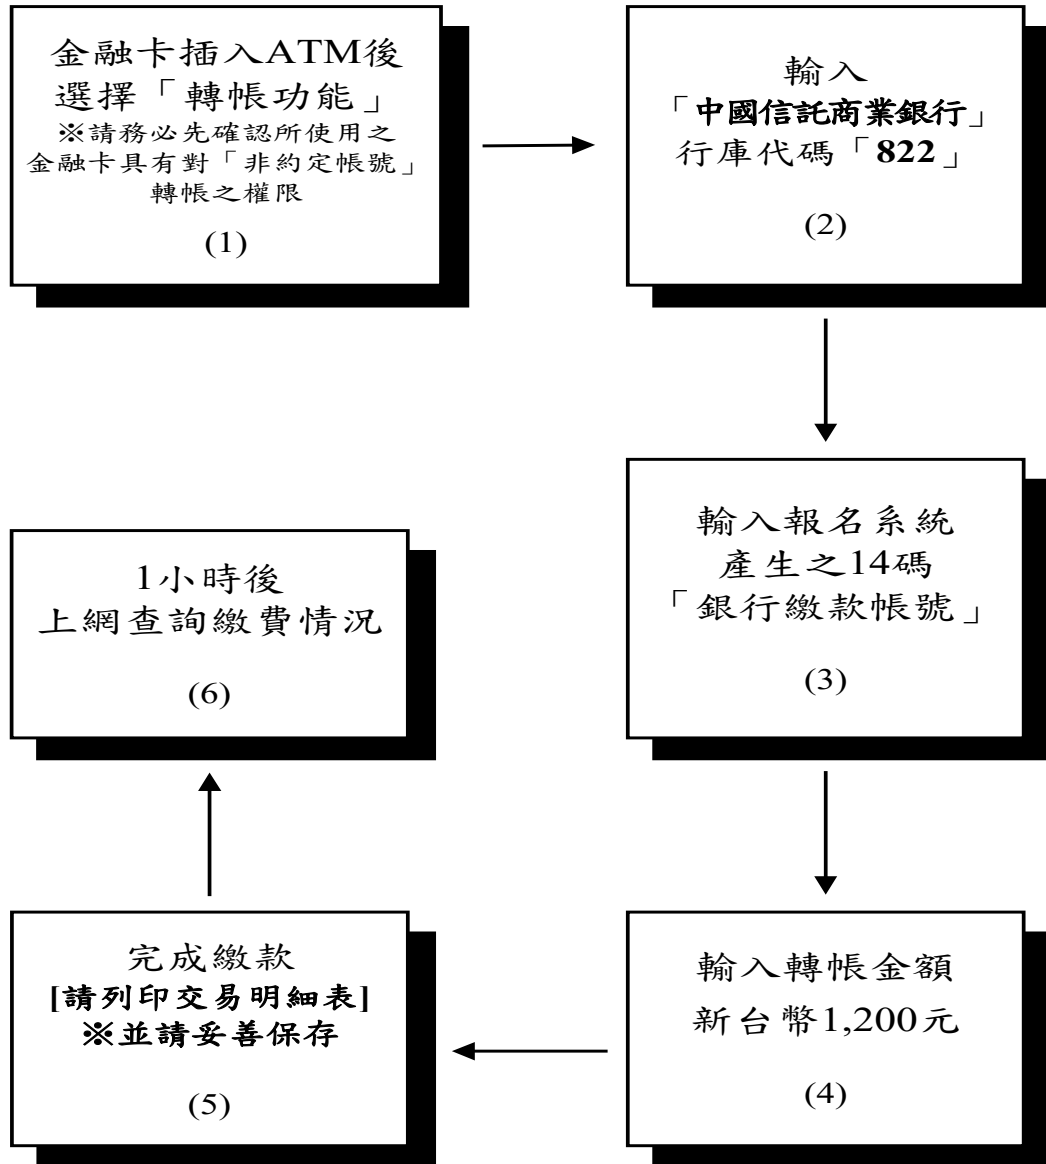 金融卡插入ATM後
選擇「轉帳功能」
※請務必先確認所使用之
金融卡具有對「非約定帳號」
轉帳之權限
(1)
輸入
「中國信託商業銀行」
行庫代碼「822」
(2)
輸入報名系統
產生之14碼
「銀行繳款帳號」
(3)
輸入轉帳金額
新台幣1,200元
(4)
完成繳款
[請列印交易明細表]
※並請妥善保存
(5)
1小時後
上網查詢繳費情況
(6)